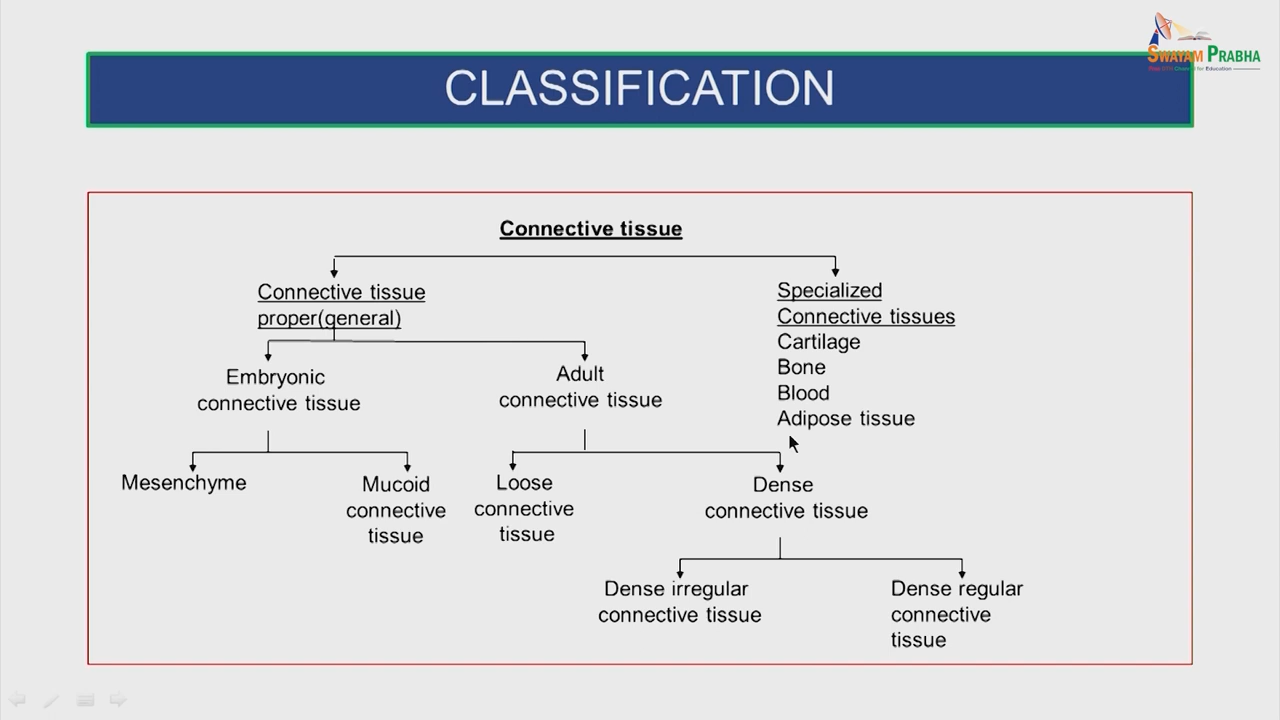 SWAYAM PRABHA
CLASSIFICATION
Connective tissue
Connective tissue
proper(general)
Specialized
Connective tissues
Cartilage
Bone
Blood
Adipose tissue
Embryonic
connective tissue
Adult
connective tissue
Mesenchyme
Mucoid
connective
tissue
Loose
connective
tissue
Dense
connective tissue
Dense irregular
connective tissue
Dense regular
connective
tissue